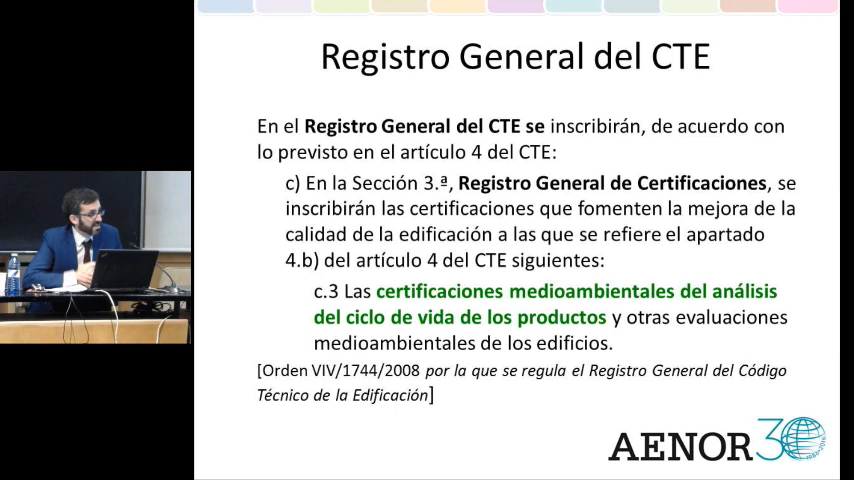 Registro General del CTE
En el Registro General del CTE se inscribirán, de acuerdo con
lo previsto en el artículo 4 del CTE:
c) En la Sección 3.ª, Registro General de Certificaciones, se
inscribirán las certificaciones que fomenten la mejora de la
calidad de la edificación a las que se refiere el apartado
4.b) del artículo 4 del CTE siguientes:
c.3 Las certificaciones medioambientales del análisis
del ciclo de vida de los productos y otras evaluaciones
medioambientales de los edificios.
[Orden VIV/1744/2008 por la que se regula el Registro General del Código
Técnico de la Edificación]
AENOR 30
1986-2016